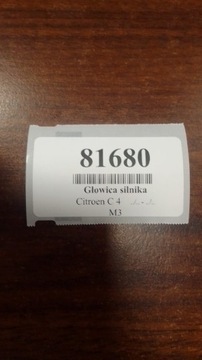 81680
Głowica silnika
Citroen C 4
M3